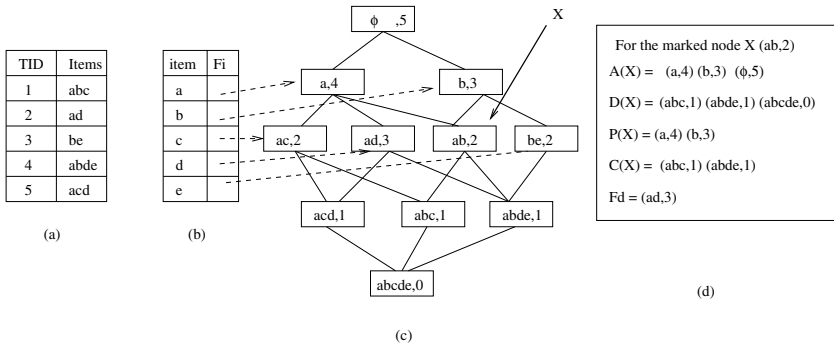 TID Items
1 abc
2 ad
3 be
4 abde
5 acd
(a)
item Fi
a
b
c
d
e
(b)
X
ϕ ,5
a,4 b,3
ac,2 ad,3 ab,2 be,2
acd,1 abc,1 abde,1
abcde,0
(c)
For the marked node X (ab,2)
A(X) = (a,4) (b,3) (ϕ,5)
D(X) = (abc,1) (abde,1) (abcde,0)
P(X) = (a,4) (b,3)
C(X) = (abc,1) (abde,1)
Fd = (ad,3)
(d)